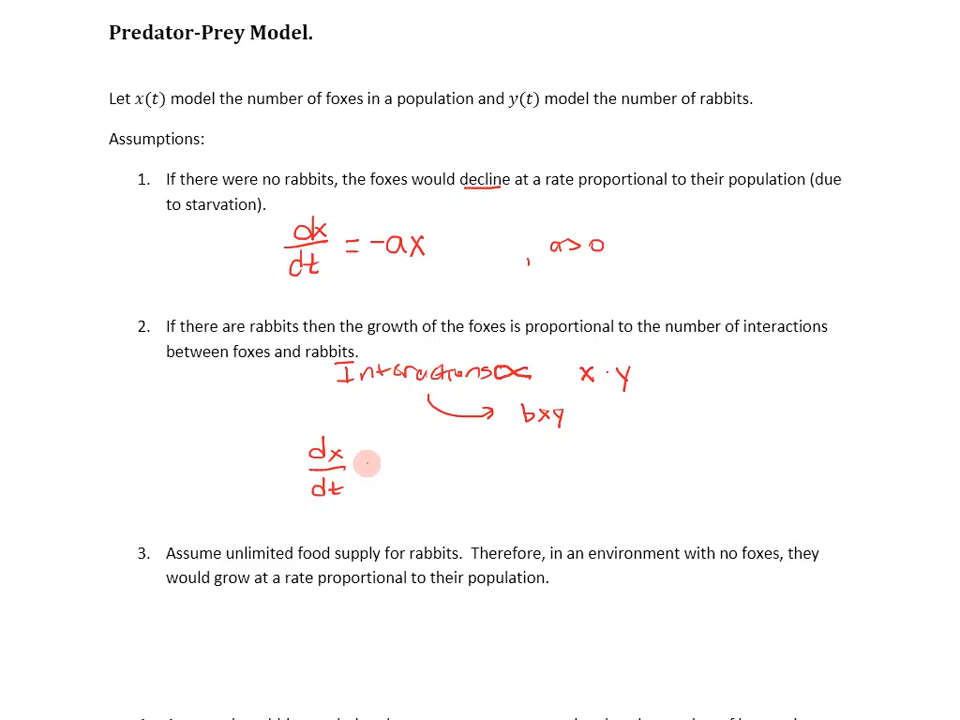 Predator-Prey Model.
Let x(t) model the number of foxes in a population and y(t) model the number of rabbits.
Assumptions:
1. If there were no rabbits, the foxes would decline at a rate proportional to their population (due
to starvation).
dx/dt = -ax , a > 0
2. If there are rabbits then the growth of the foxes is proportional to the number of interactions
between foxes and rabbits.
Interactions ∝ x · y
bxy
dx/dt
3. Assume unlimited food supply for rabbits. Therefore, in an environment with no foxes, they
would grow at a rate proportional to their population.